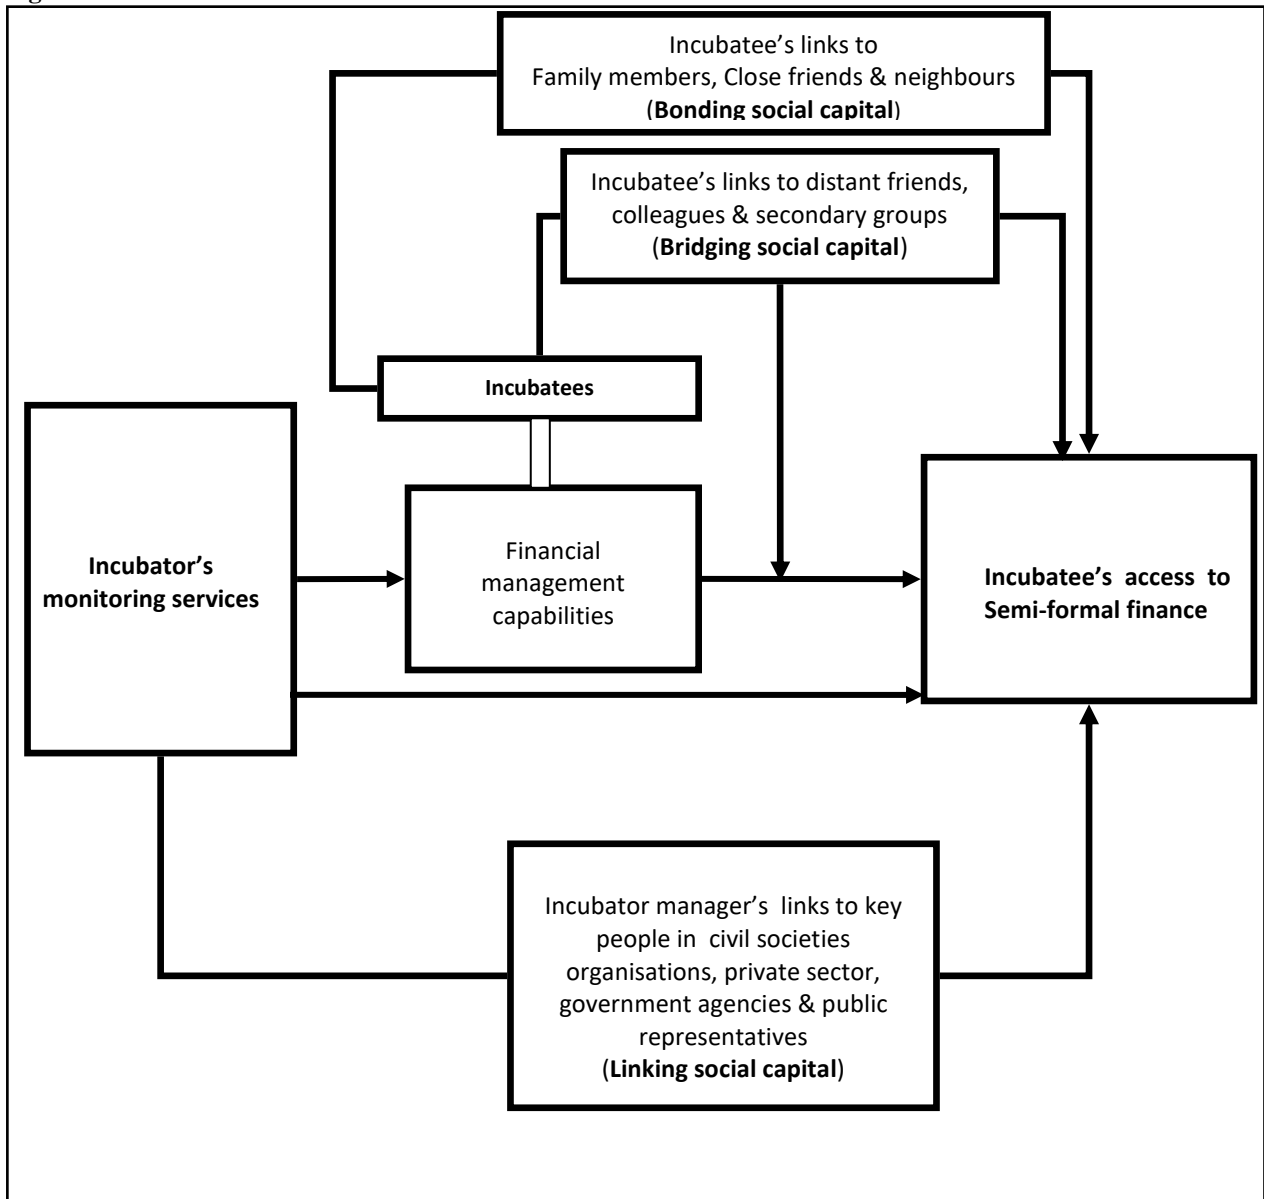 Incubatee’s links to
Family members, Close friends & neighbours
(Bonding social capital)
Incubatee’s links to distant friends,
colleagues & secondary groups
(Bridging social capital)
Incubatees
Incubator’s
monitoring services
Financial
management
capabilities
Incubatee’s access to
Semi-formal finance
Incubator manager’s links to key
people in civil societies
organisations, private sector,
government agencies & public
representatives
(Linking social capital)